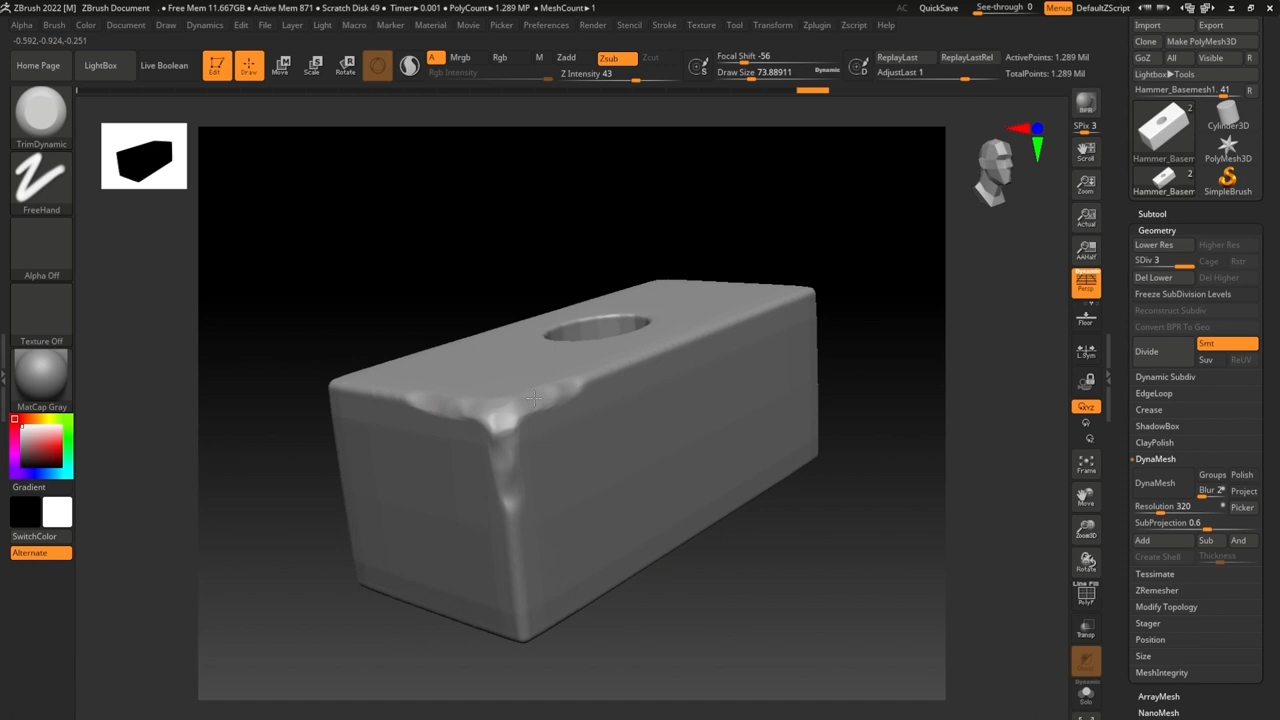 ZBrush 2022 [M] ZBrush Document • Free Mem 11.667GB • Active Mem 871 • Scratch Disk 49 • Timer▸0.001 • PolyCount▸1.289 MP • MeshCount▸1 AC QuickSave See-through 0 Menus DefaultZScript
Alpha Brush Color Document Draw Dynamics Edit File Layer Light Macro Marker Material Movie Picker Preferences Render Stencil Stroke Texture Tool Transform Zplugin Zscript Help
-0.592,-0.924,-0.251
Home Page LightBox Live Boolean Edit Draw Move Scale Rotate A Mrgb Rgb M Zadd Zsub Zcut
Rgb Intensity Z Intensity 43
S Focal Shift -56
Draw Size 73.88911 Dynamic
D ReplayLast ReplayLastRel
AdjustLast 1
ActivePoints: 1.289 Mil
TotalPoints: 1.289 Mil
TrimDynamic
FreeHand
Alpha Off
Texture Off
MatCap Gray
Gradient
SwitchColor
Alternate
BPR
SPix 3
Scroll
Zoom
Actual
AAHalf
Dynamic
Persp
Floor
L.Sym
XYZ
Frame
Move
Zoom3D
Rotate
Line Fill
PolyF
Transp
Ghost
Dynamic
Solo
Import Export
Clone Make PolyMesh3D
GoZ All Visible R
Lightbox▸Tools
Hammer_Basemesh1. 41 R
2
Hammer_Basem Cylinder3D
PolyMesh3D
2
Hammer_Basem SimpleBrush
Subtool
Geometry
Lower Res Higher Res
SDiv 3 Cage Rstr
Del Lower Del Higher
Freeze SubDivision Levels
Reconstruct Subdiv
Convert BPR To Geo
Divide Smt
Suv ReUV
Dynamic Subdiv
EdgeLoop
Crease
ShadowBox
ClayPolish
DynaMesh
DynaMesh Groups Polish
Blur 2 Project
Resolution 320 Picker
SubProjection 0.6
Add Sub And
Create Shell Thickness
Tessimate
ZRemesher
Modify Topology
Stager
Position
Size
MeshIntegrity
ArrayMesh
NanoMesh